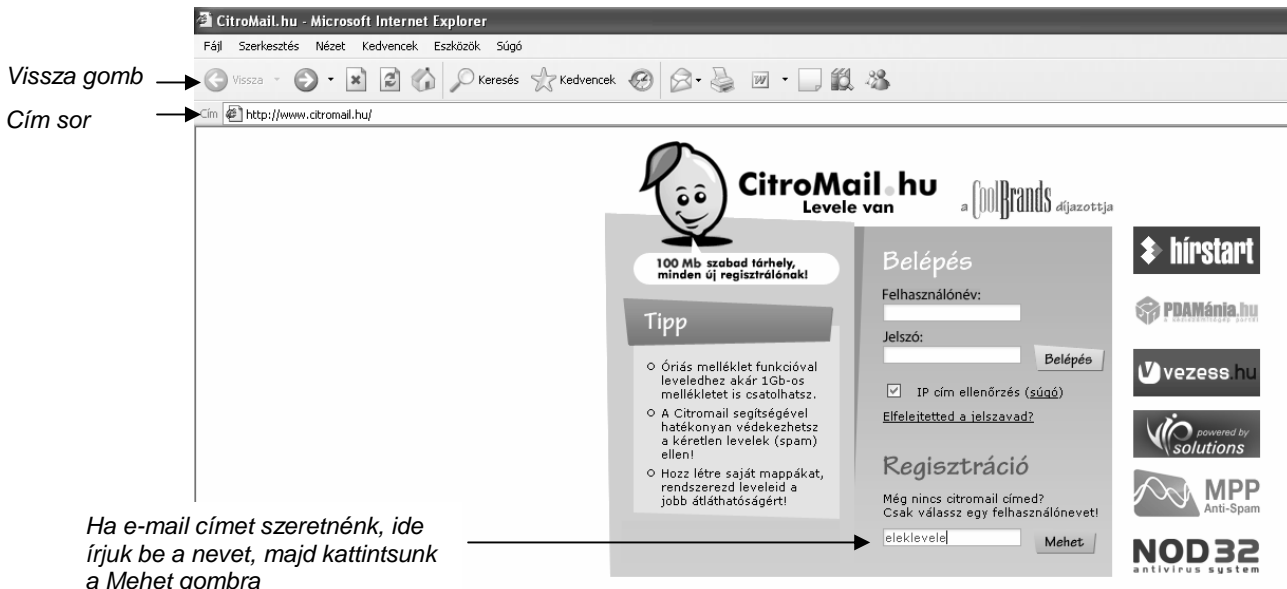 CitroMail.hu - Microsoft Internet Explorer
Fájl Szerkesztés Nézet Kedvencek Eszközök Súgó
Vissza gomb
Vissza Keresés Kedvencek
Cím sor
Cím http://www.citromail.hu/
CitroMail.hu
Levele van
a CoolBrands díjazottja
100 Mb szabad tárhely,
minden új regisztrálónak!
Tipp
Óriás melléklet funkcióval
leveledhez akár 1Gb-os
mellékletet is csatolhatsz.
A Citromail segítségével
hatékonyan védekezhetsz
a kéretlen levelek (spam)
ellen!
Hozz létre saját mappákat,
rendszerezd leveleid a
jobb átláthatóságért!
Belépés
Felhasználónév:
Jelszó:
Belépés
IP cím ellenőrzés (súgó)
Elfelejtetted a jelszavad?
Regisztráció
Még nincs citromail címed?
Csak válassz egy felhasználónevet!
eleklevele
Mehet
hírstart
PDAMánia.hu
vezess.hu
powered by
VIP solutions
MPP
Anti-Spam
NOD32
antivirus system
Ha e-mail címet szeretnénk, ide
írjuk be a nevet, majd kattintsunk
a Mehet gombra